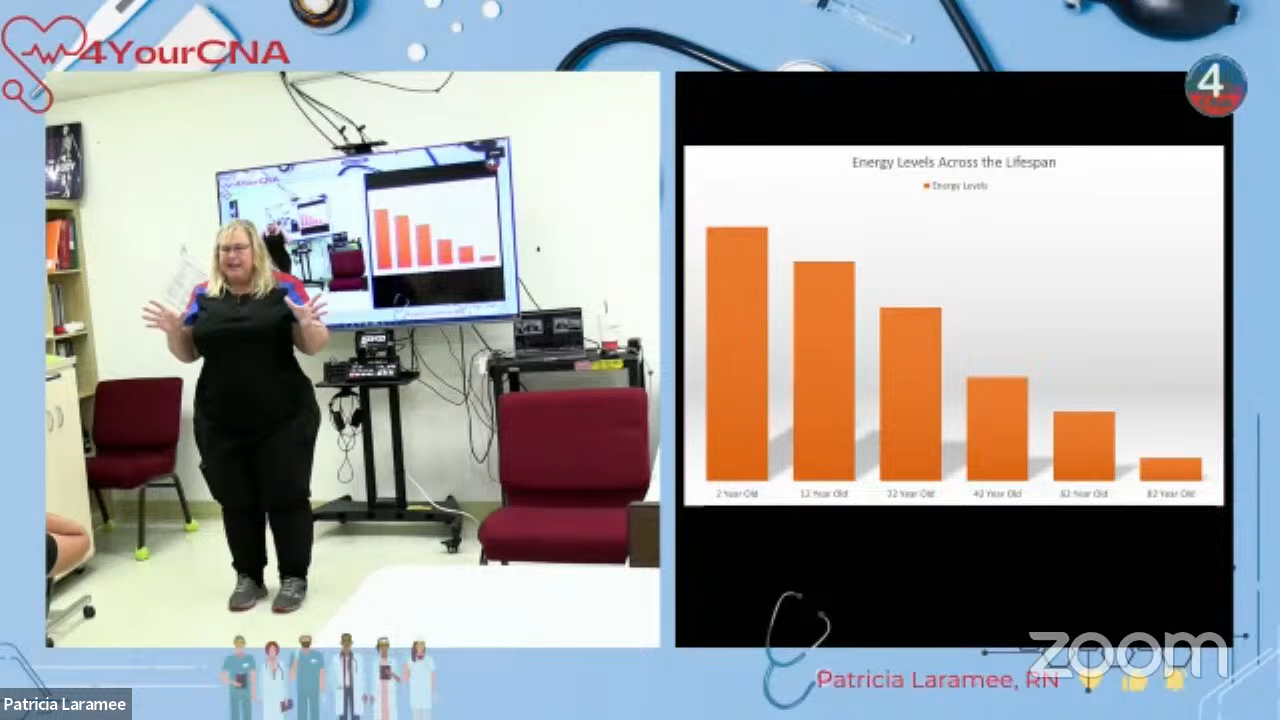 4YourCNA
4
Energy Levels Across the Lifespan
Energy Levels
2 Year Old
12 Year Old
22 Year Old
42 Year Old
62 Year Old
82 Year Old
zoom
Patricia Laramee, RN
Patricia Laramee